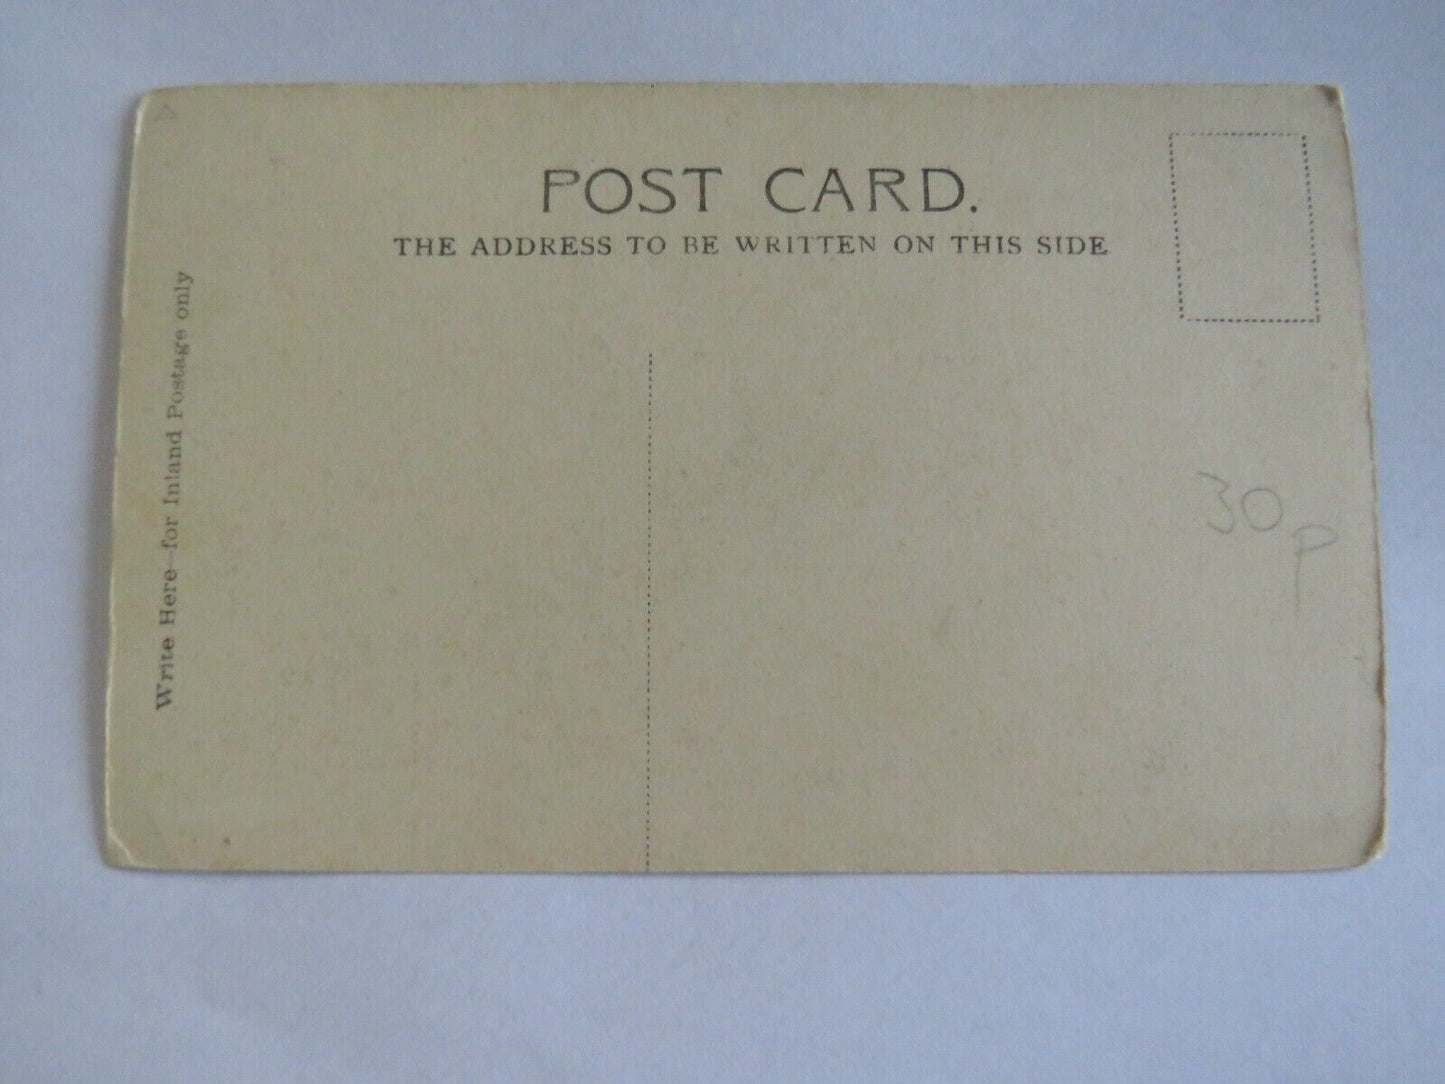 POST CARD.
THE ADDRESS TO BE WRITTEN ON THIS SIDE
Write Here—for Inland Postage only
30p